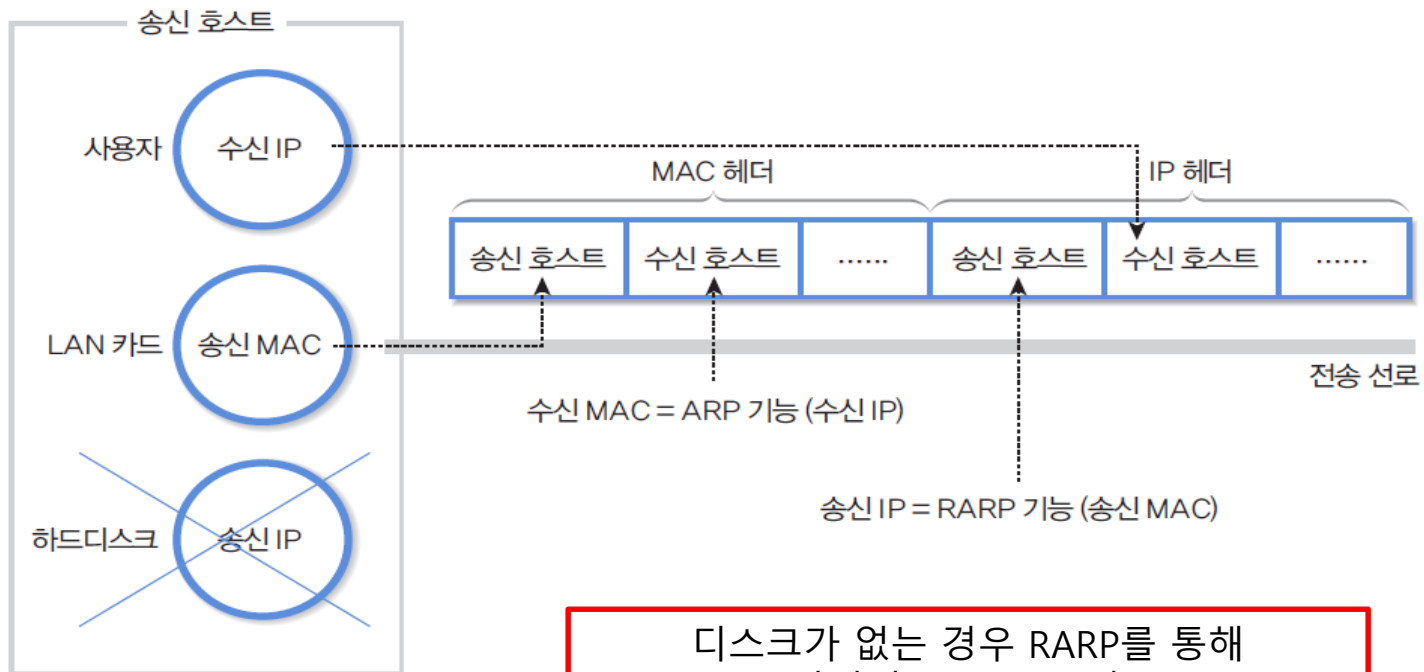 송신 호스트
사용자
수신 IP
MAC 헤더
IP 헤더
송신 호스트
수신 호스트
······
송신 호스트
수신 호스트
······
LAN 카드
송신 MAC
전송 선로
수신 MAC = ARP 기능 (수신 IP)
송신 IP = RARP 기능 (송신 MAC)
하드디스크
송신 IP
디스크가 없는 경우 RARP를 통해